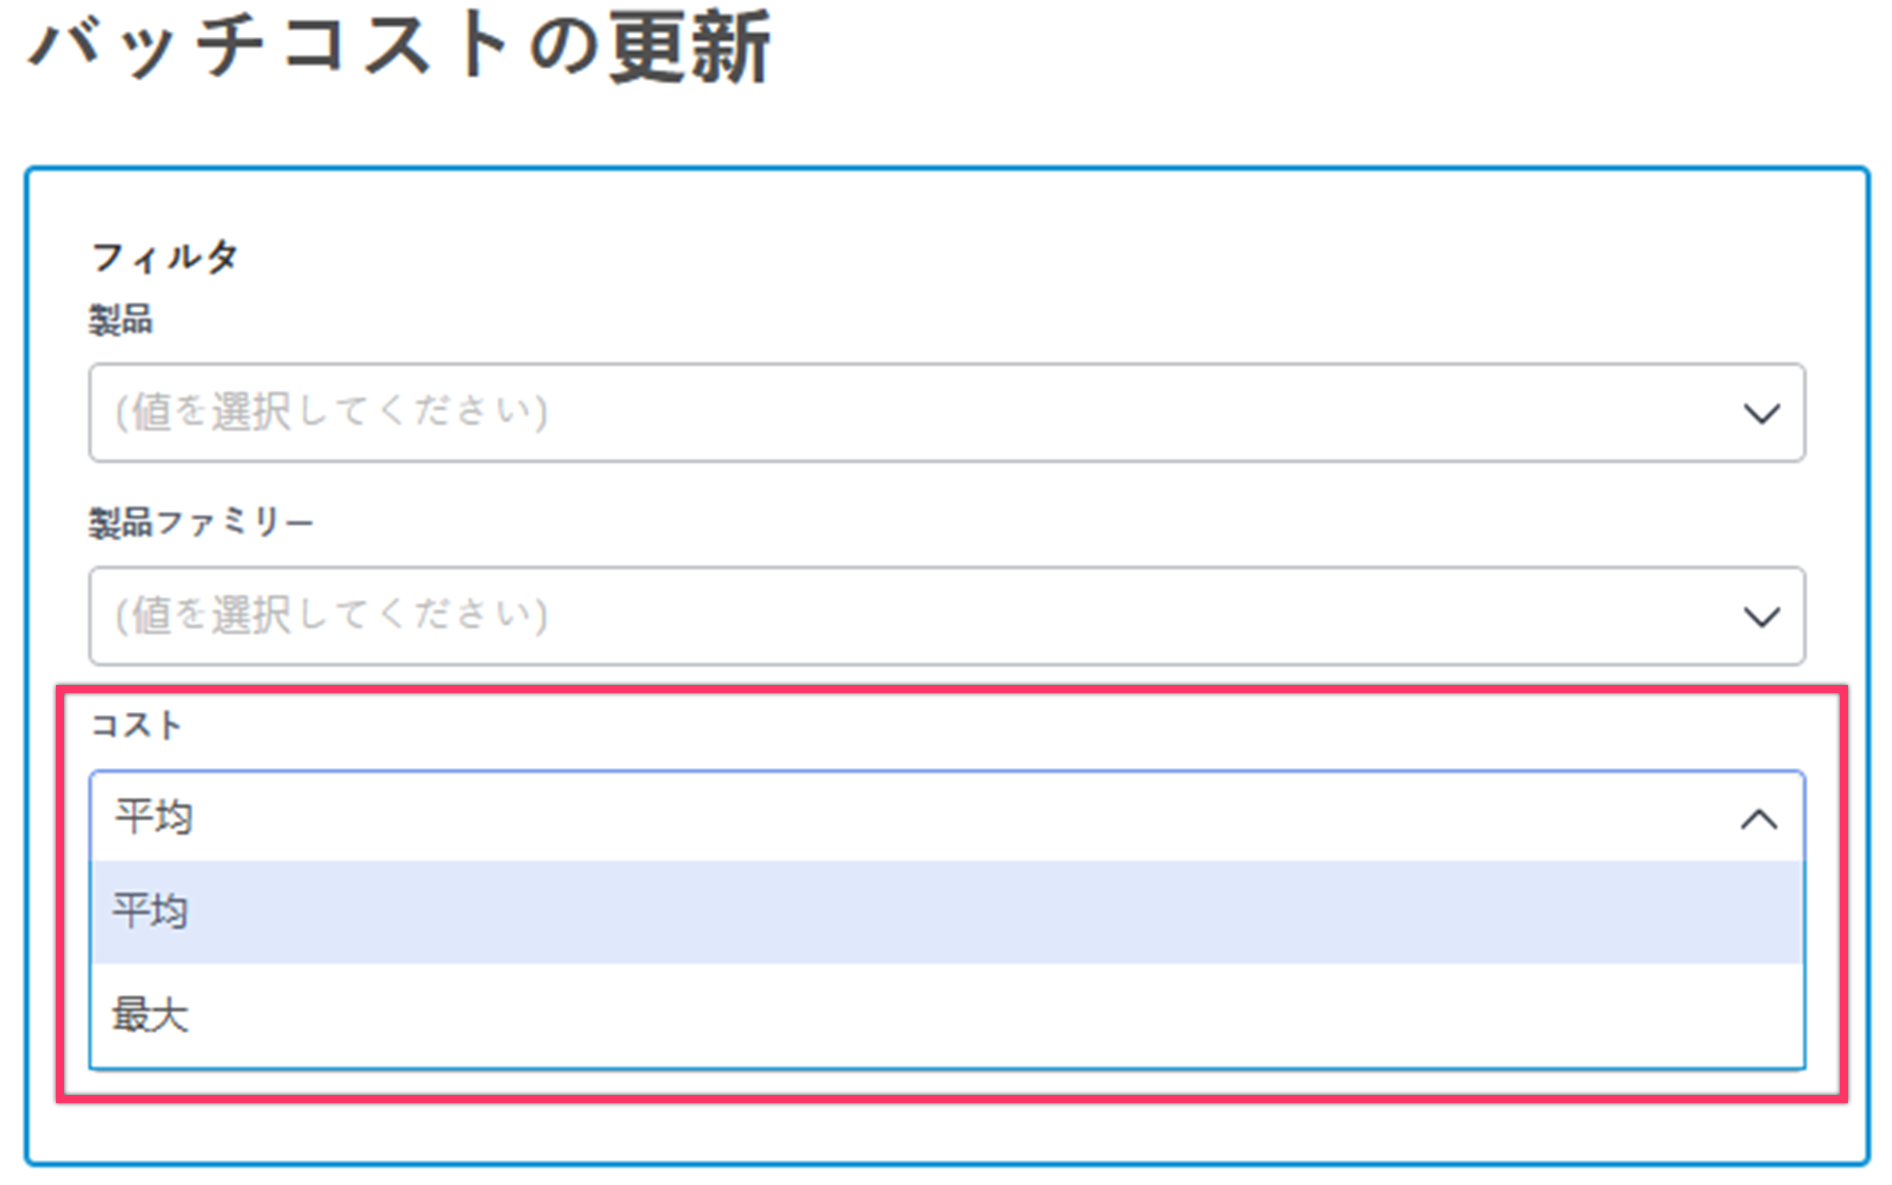 バッチコストの更新
フィルタ
製品
(値を選択してください)
製品ファミリー
(値を選択してください)
コスト
平均
平均
最大